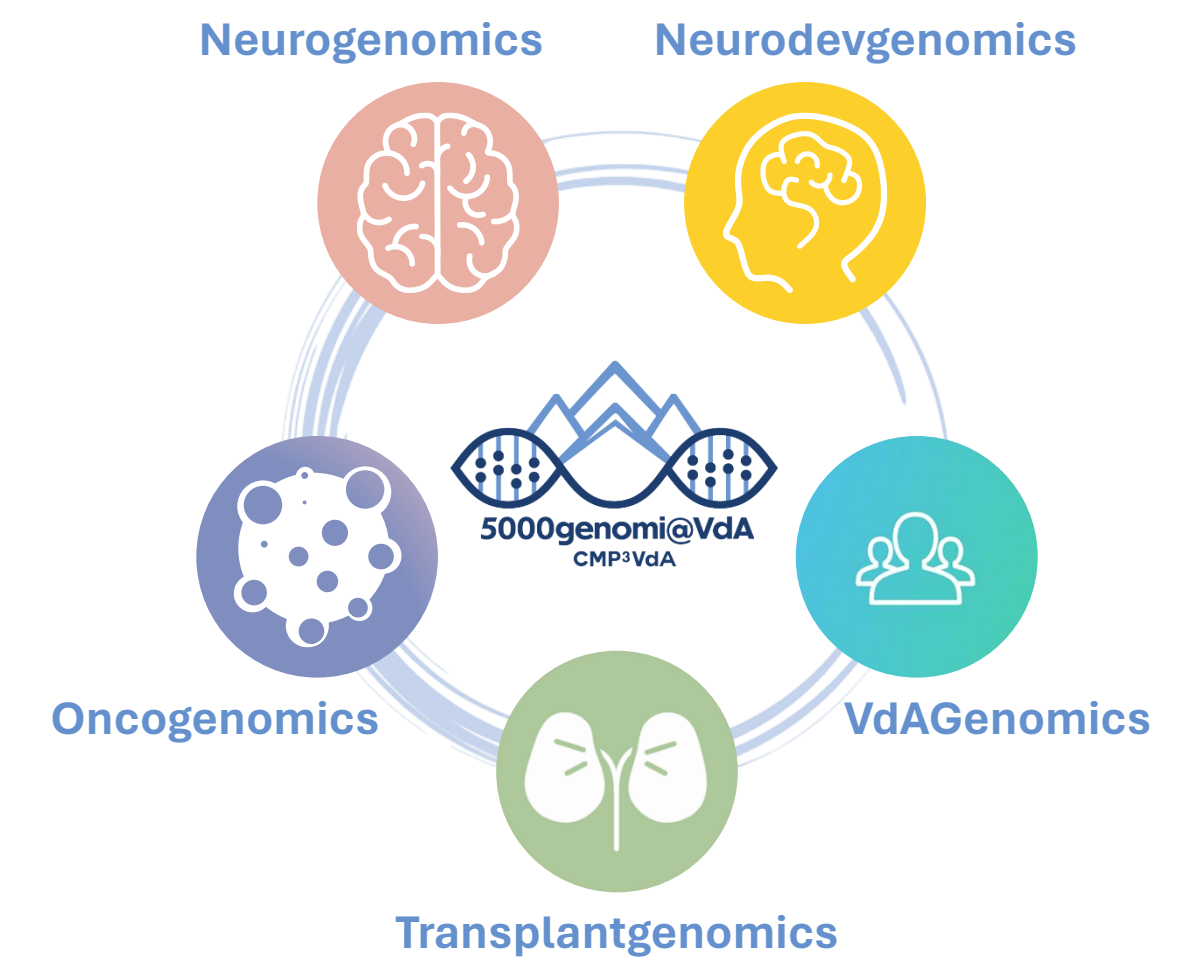 Neurogenomics
Neurodevgenomics
5000genomi@VdA
CMP³VdA
Oncogenomics
VdAGenomics
Transplantgenomics